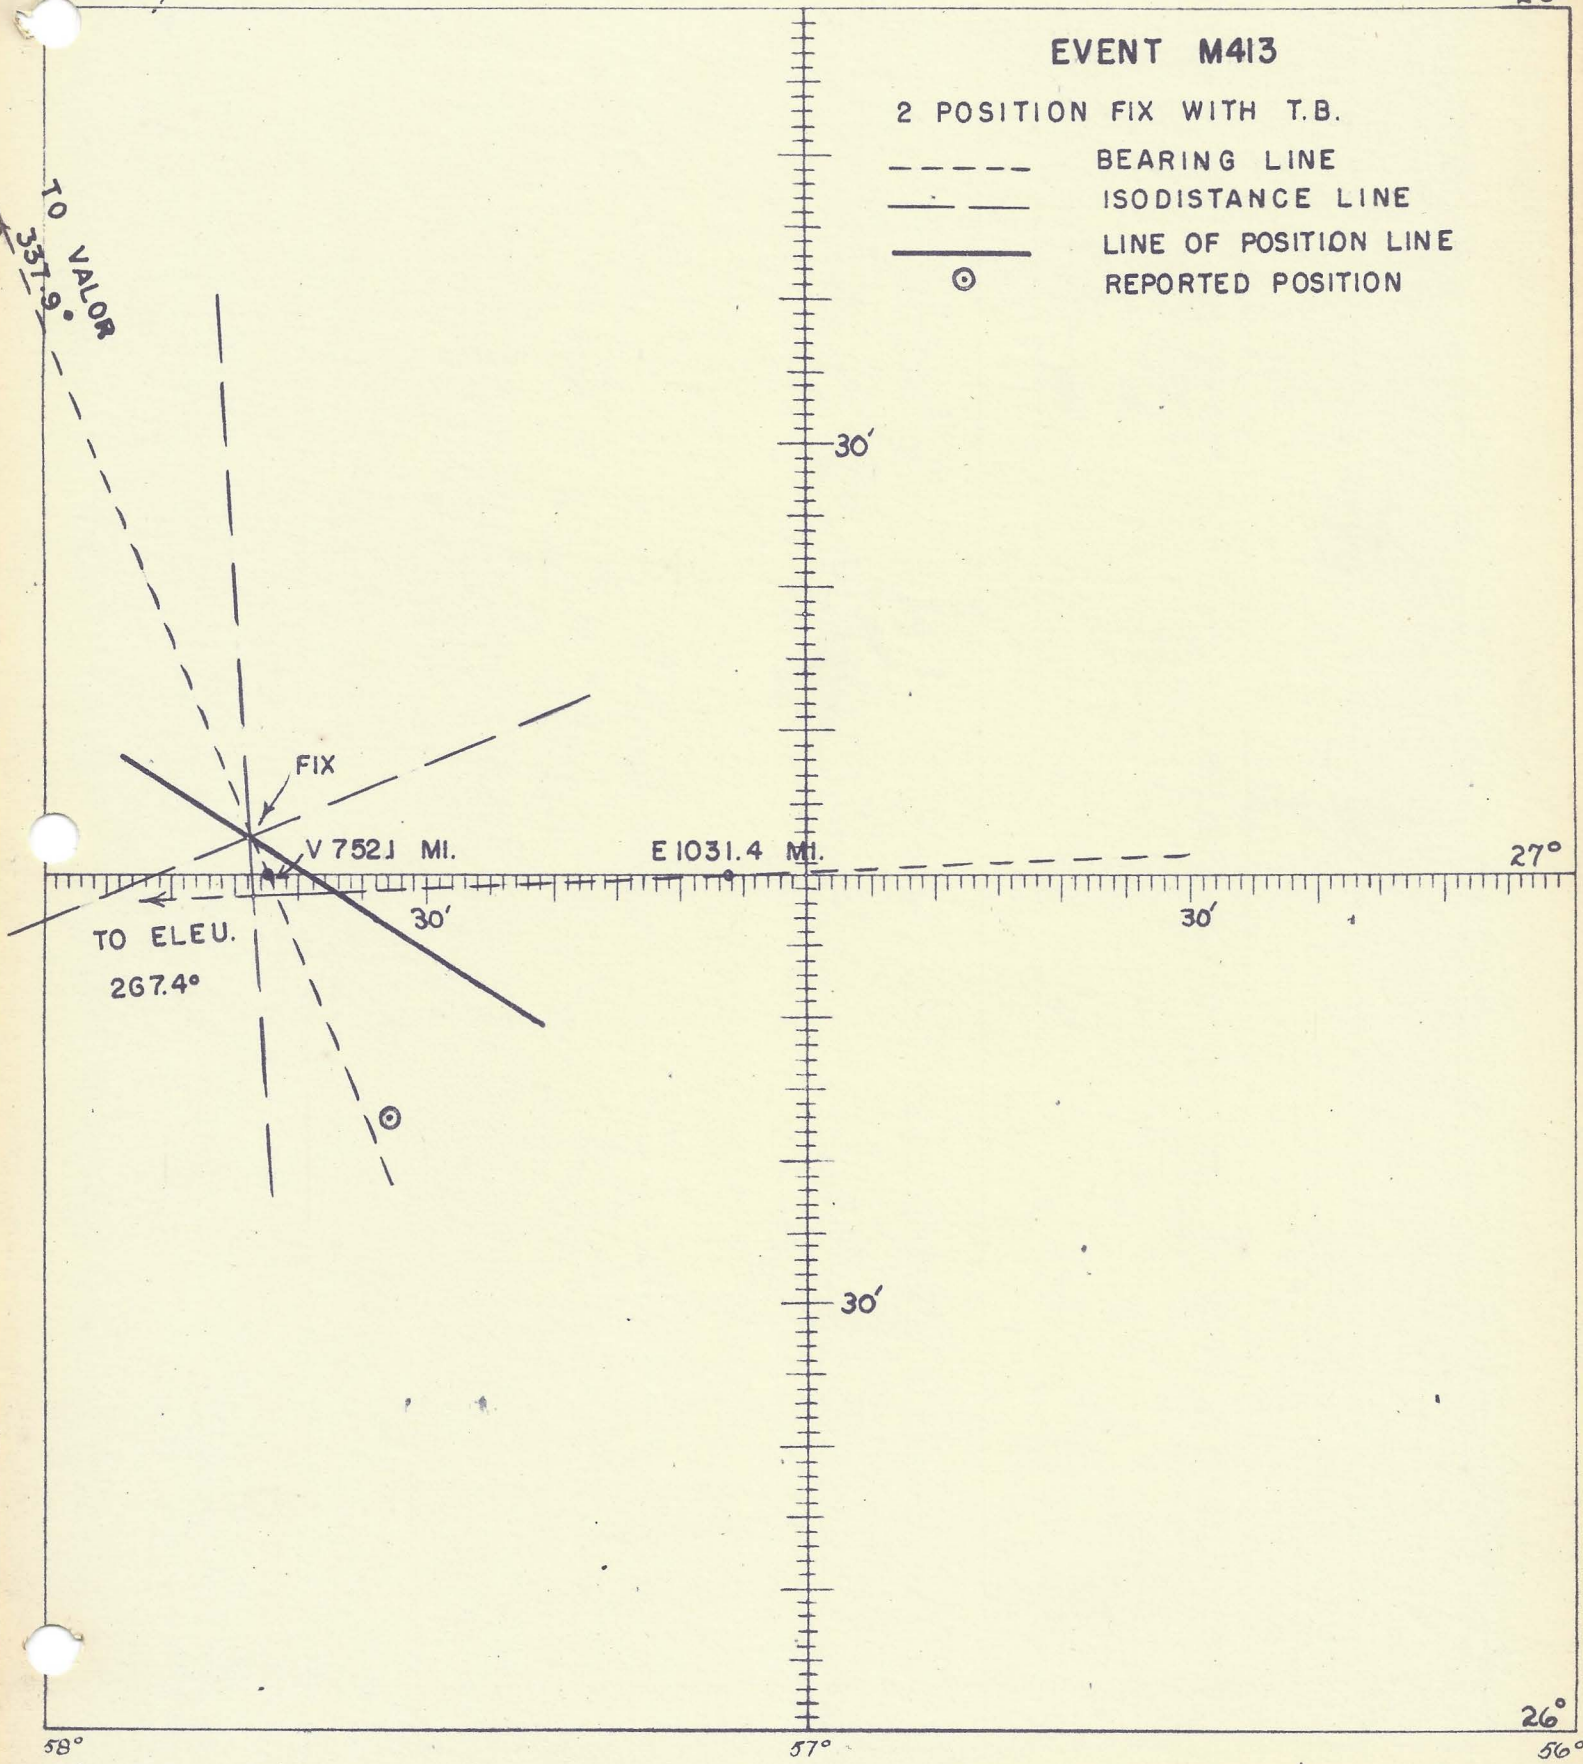 EVENT M413
2 POSITION FIX WITH T.B.
BEARING LINE
ISODISTANCE LINE
LINE OF POSITION LINE
REPORTED POSITION
TO VALOR
337.9°
30'
FIX
V 752.1 MI.
E 1031.4 MI.
27°
30'
30'
TO ELEU.
267.4°
30'
26°
58°
57°
56°